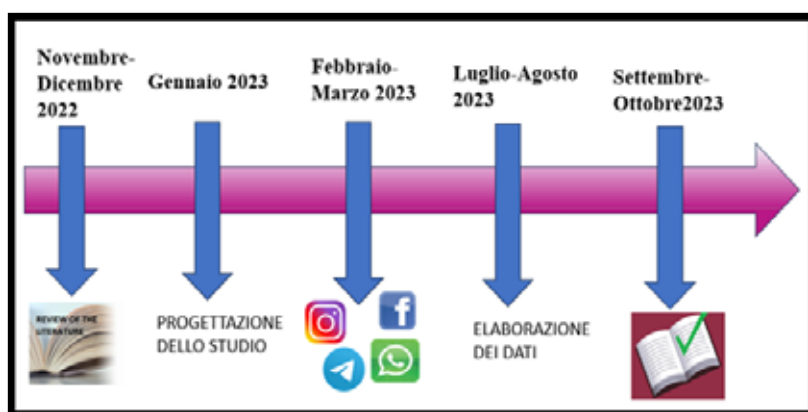 Novembre-
Dicembre
2022
Gennaio 2023
Febbraio-
Marzo 2023
Luglio-Agosto
2023
Settembre-
Ottobre2023
REVIEW OF THE
LITERATURE
PROGETTAZIONE
DELLO STUDIO
ELABORAZIONE
DEI DATI